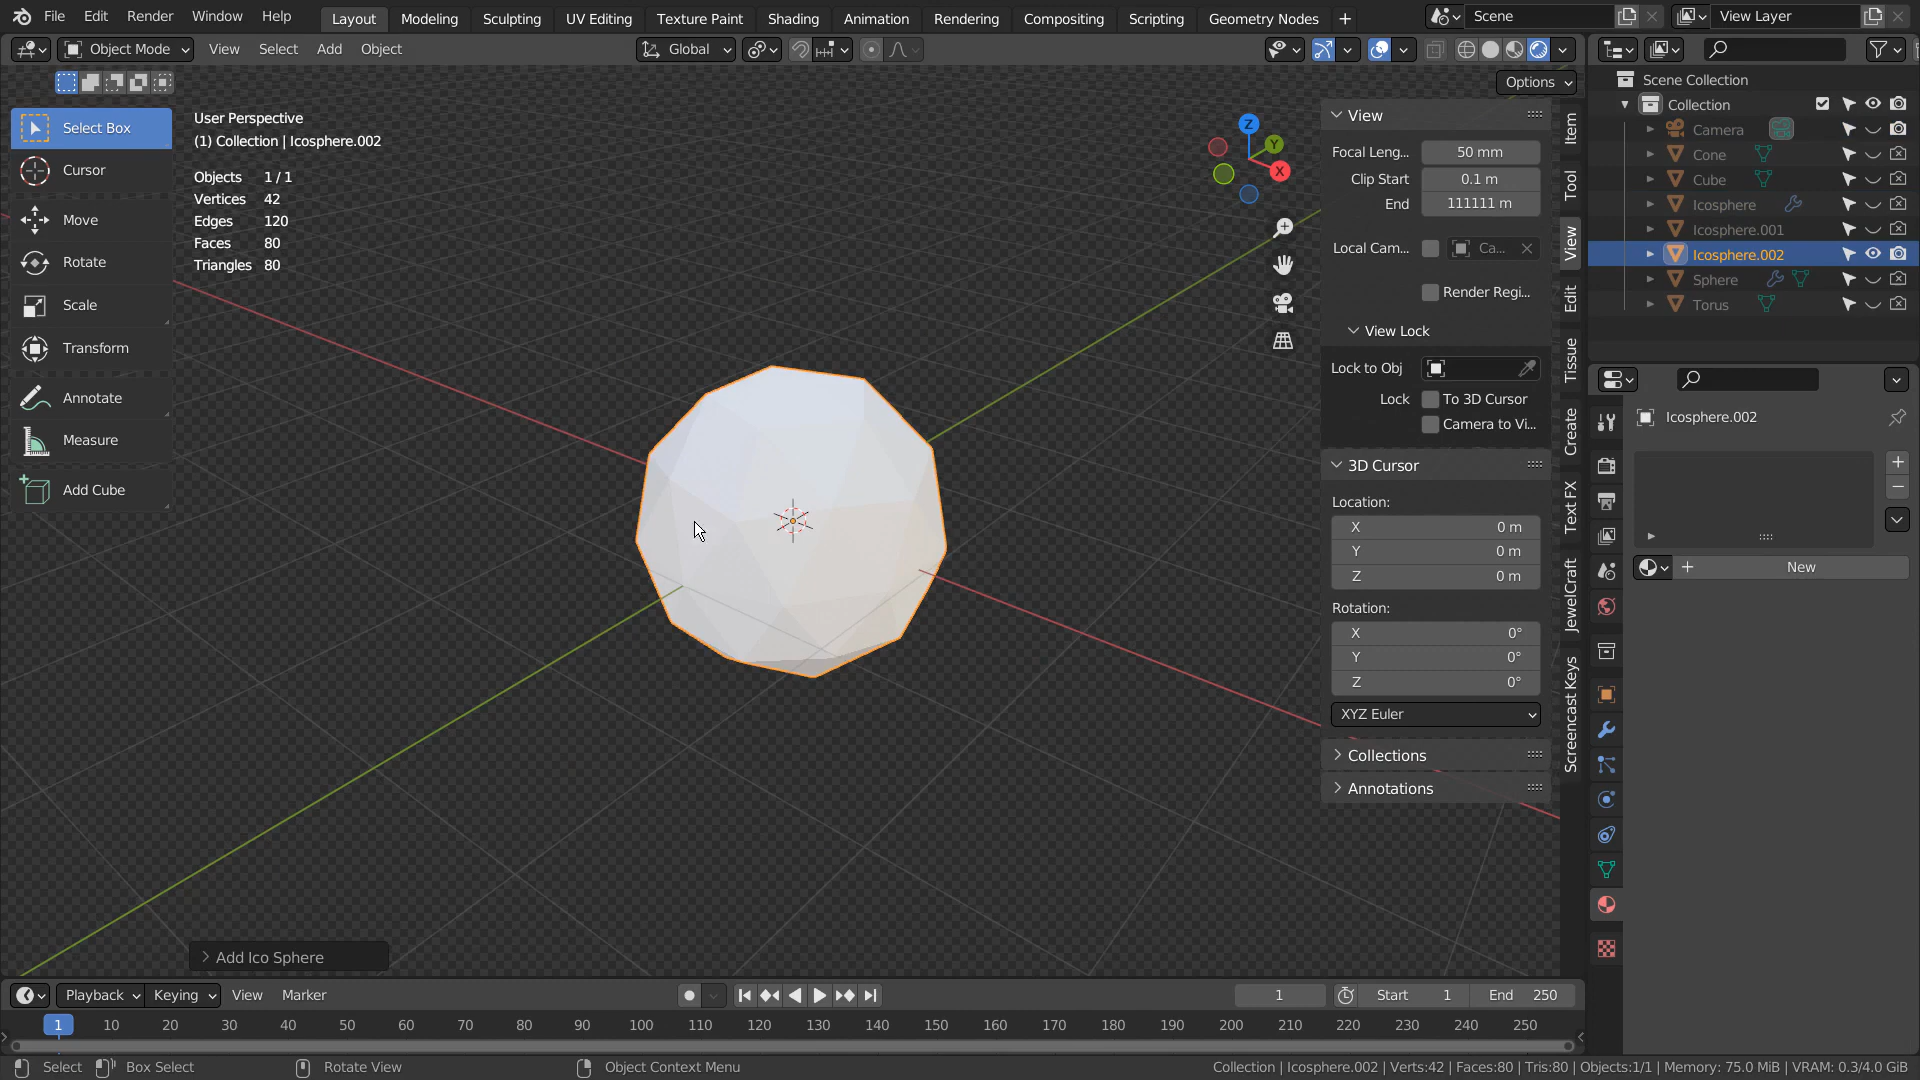 File Edit Render Window Help Layout Modeling Sculpting UV Editing Texture Paint Shading Animation Rendering Compositing Scripting Geometry Nodes + Scene View Layer
Object Mode View Select Add Object Global
Options
Select Box
Cursor
Move
Rotate
Scale
Transform
Annotate
Measure
Add Cube
User Perspective
(1) Collection | Icosphere.002
Objects 1 / 1
Vertices 42
Edges 120
Faces 80
Triangles 80
Z
Y
X
View
Focal Leng... 50 mm
Clip Start 0.1 m
End 111111 m
Local Cam... Ca...
Render Regi...
View Lock
Lock to Obj
Lock To 3D Cursor
Camera to Vi...
3D Cursor
Location:
X 0 m
Y 0 m
Z 0 m
Rotation:
X 0°
Y 0°
Z 0°
XYZ Euler
Collections
Annotations
Item
Tool
View
Edit
Tissue
Create
Text FX
JewelCraft
Screencast Keys
Scene Collection
Collection
Camera
Cone
Cube
Icosphere
Icosphere.001
Icosphere.002
Sphere
Torus
Icosphere.002
+ New
Add Ico Sphere
Playback Keying View Marker 1 Start 1 End 250
1 10 20 30 40 50 60 70 80 90 100 110 120 130 140 150 160 170 180 190 200 210 220 230 240 250
Select Box Select Rotate View Object Context Menu Collection | Icosphere.002 | Verts:42 | Faces:80 | Tris:80 | Objects:1/1 | Memory: 75.0 MiB | VRAM: 0.3/4.0 GiB